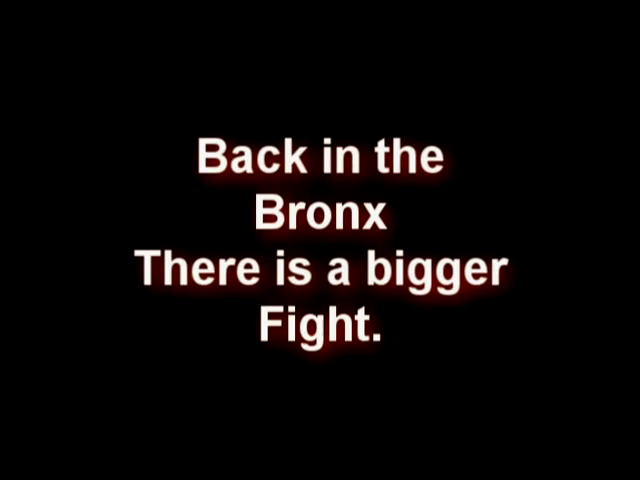 Back in the
Bronx
There is a bigger
Fight.